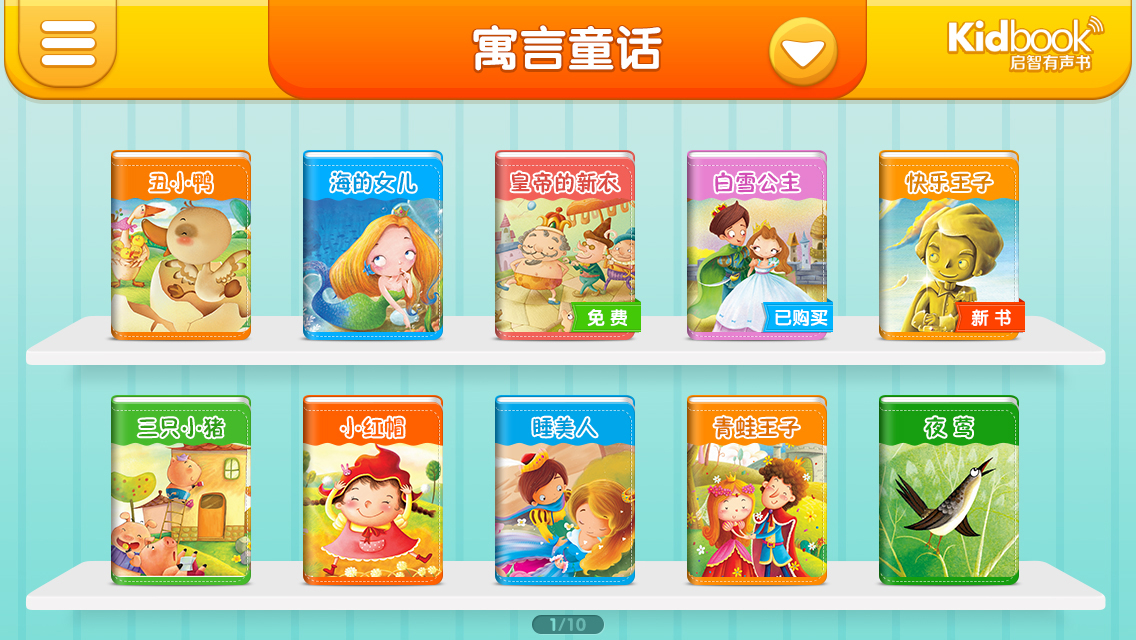 寓言童话
Kidbook
启智有声书
丑小鸭
海的女儿
皇帝的新衣
白雪公主
快乐王子
免费
已购买
新书
三只小猪
小红帽
睡美人
青蛙王子
夜莺
1/10